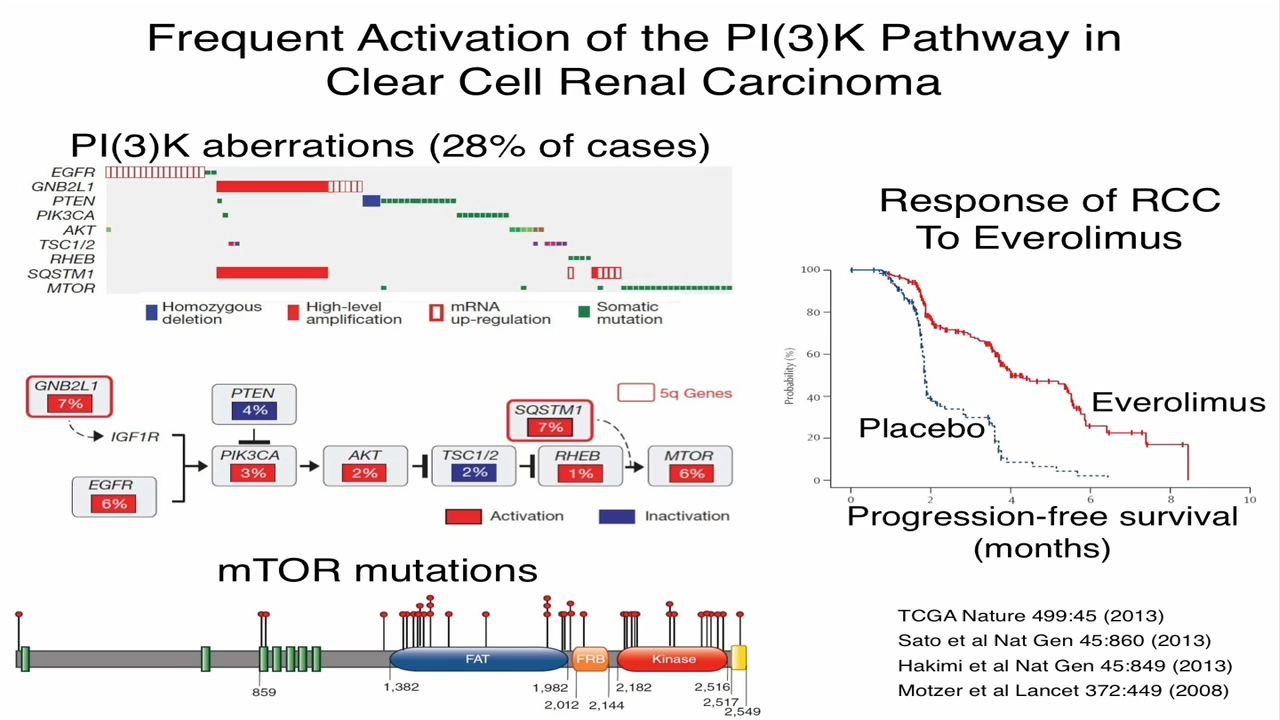 Frequent Activation of the PI(3)K Pathway in
Clear Cell Renal Carcinoma
PI(3)K aberrations (28% of cases)
EGFR
GNB2L1
PTEN
PIK3CA
AKT
TSC1/2
RHEB
SQSTM1
MTOR
Homozygous
deletion
High-level
amplification
mRNA
up-regulation
Somatic
mutation
GNB2L1
7%
IGF1R
EGFR
6%
PTEN
4%
PIK3CA
3%
AKT
2%
TSC1/2
2%
SQSTM1
7%
RHEB
1%
MTOR
6%
5q Genes
Activation
Inactivation
mTOR mutations
FAT
FRB
Kinase
859
1,382
1,982
2,012
2,144
2,182
2,516
2,517
2,549
Response of RCC
To Everolimus
Probability (%)
100
80
60
40
20
0
Everolimus
Placebo
0 2 4 6 8 10
Progression-free survival
(months)
TCGA Nature 499:45 (2013)
Sato et al Nat Gen 45:860 (2013)
Hakimi et al Nat Gen 45:849 (2013)
Motzer et al Lancet 372:449 (2008)